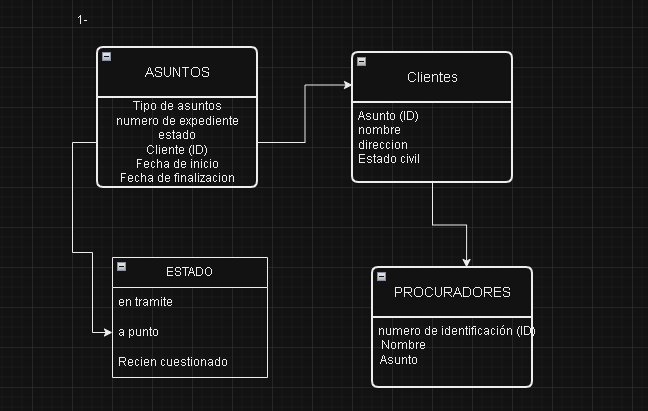 1-
ASUNTOS
Tipo de asuntos
numero de expediente
estado
Cliente (ID)
Fecha de inicio
Fecha de finalizacion
Clientes
Asunto (ID)
nombre
direccion
Estado civil
ESTADO
en tramite
a punto
Recien cuestionado
PROCURADORES
numero de identificación (ID)
Nombre
Asunto